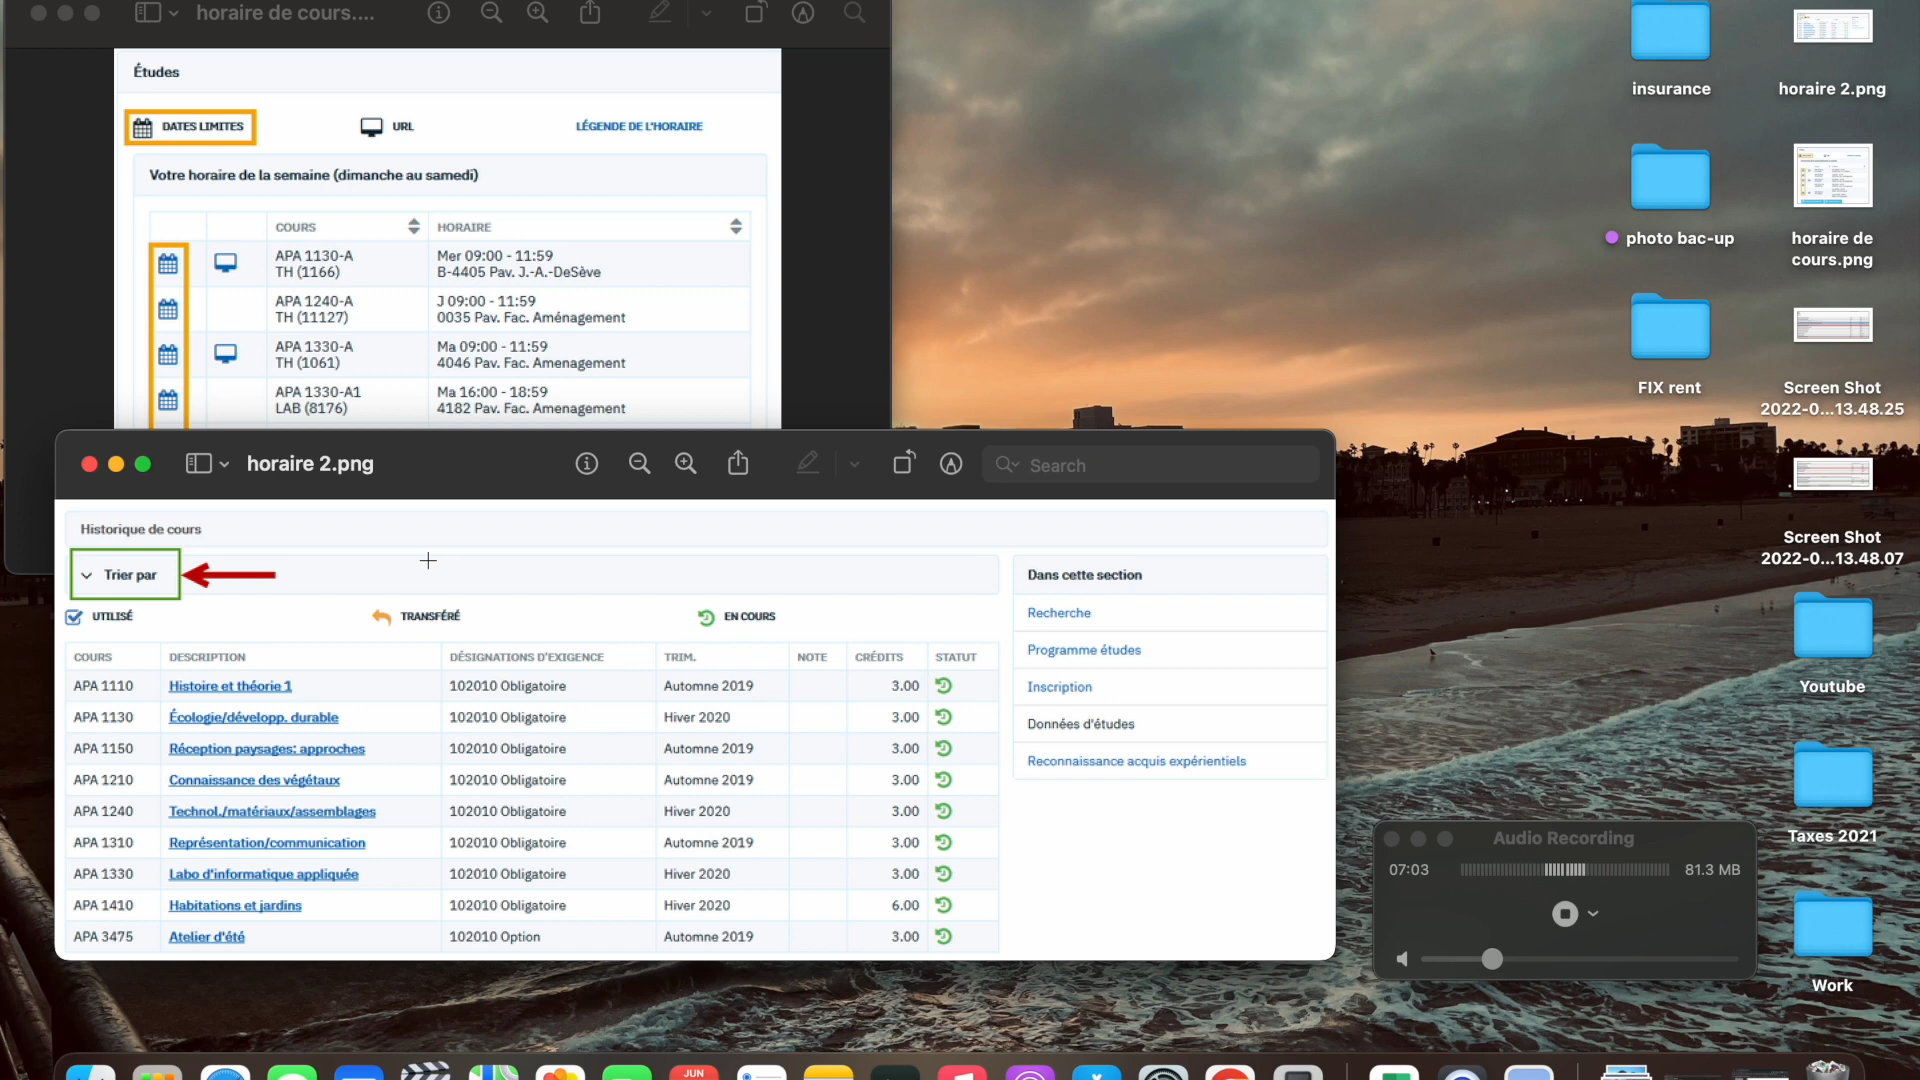 horaire de cours....
Études
DATES LIMITES
URL
LÉGENDE DE L'HORAIRE
Votre horaire de la semaine (dimanche au samedi)
COURS HORAIRE
APA 1130-A Mer 09:00 - 11:59
TH (1166) B-4405 Pav. J.-A.-DeSève
APA 1240-A J 09:00 - 11:59
TH (11127) 0035 Pav. Fac. Aménagement
APA 1330-A Ma 09:00 - 11:59
TH (1061) 4046 Pav. Fac. Amenagement
APA 1330-A1 Ma 16:00 - 18:59
LAB (8176) 4182 Pav. Fac. Amenagement
horaire 2.png
Search
Historique de cours
Trier par
UTILISÉ TRANSFÉRÉ EN COURS
COURS DESCRIPTION DÉSIGNATIONS D'EXIGENCE TRIM. NOTE CRÉDITS STATUT
APA 1110 Histoire et théorie 1 102010 Obligatoire Automne 2019 3.00
APA 1130 Écologie/développ. durable 102010 Obligatoire Hiver 2020 3.00
APA 1150 Réception paysages: approches 102010 Obligatoire Automne 2019 3.00
APA 1210 Connaissance des végétaux 102010 Obligatoire Automne 2019 3.00
APA 1240 Technol./matériaux/assemblages 102010 Obligatoire Hiver 2020 3.00
APA 1310 Représentation/communication 102010 Obligatoire Automne 2019 3.00
APA 1330 Labo d'informatique appliquée 102010 Obligatoire Hiver 2020 3.00
APA 1410 Habitations et jardins 102010 Obligatoire Hiver 2020 6.00
APA 3475 Atelier d'été 102010 Option Automne 2019 3.00
Dans cette section
Recherche
Programme études
Inscription
Données d'études
Reconnaissance acquis expérientiels
Audio Recording
07:03 81.3 MB
insurance
horaire 2.png
photo bac-up
horaire de
cours.png
FIX rent
Screen Shot
2022-0...13.48.25
Screen Shot
2022-0...13.48.07
Youtube
Taxes 2021
Work
JUN